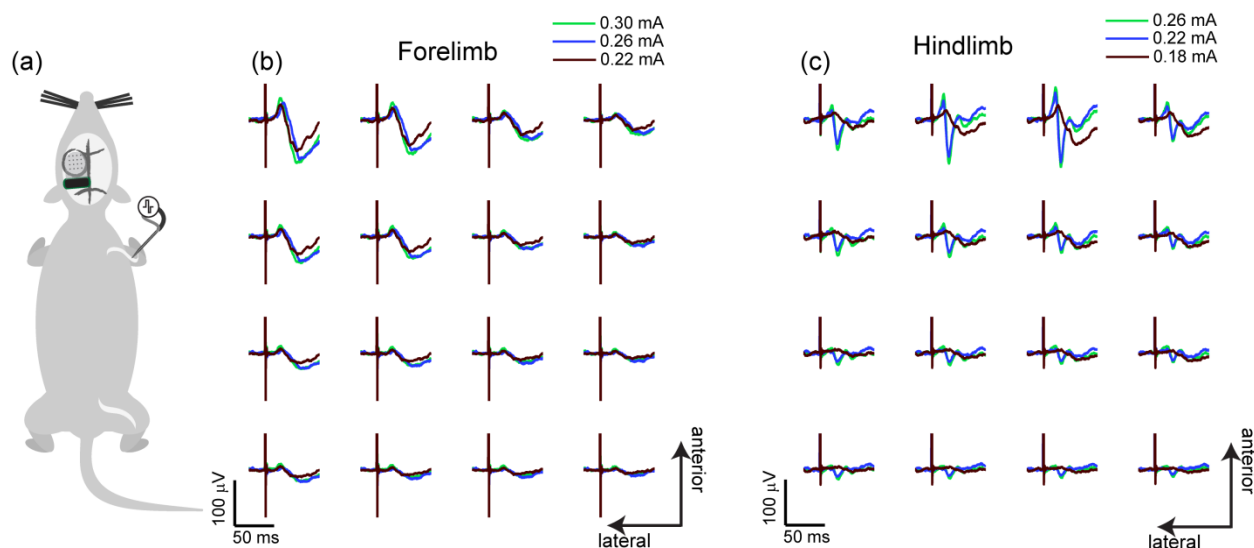 (a)
(b)
Forelimb
0.30 mA
0.26 mA
0.22 mA
100 µV
50 ms
anterior
lateral
(c)
Hindlimb
0.26 mA
0.22 mA
0.18 mA
100 µV
50 ms
anterior
lateral